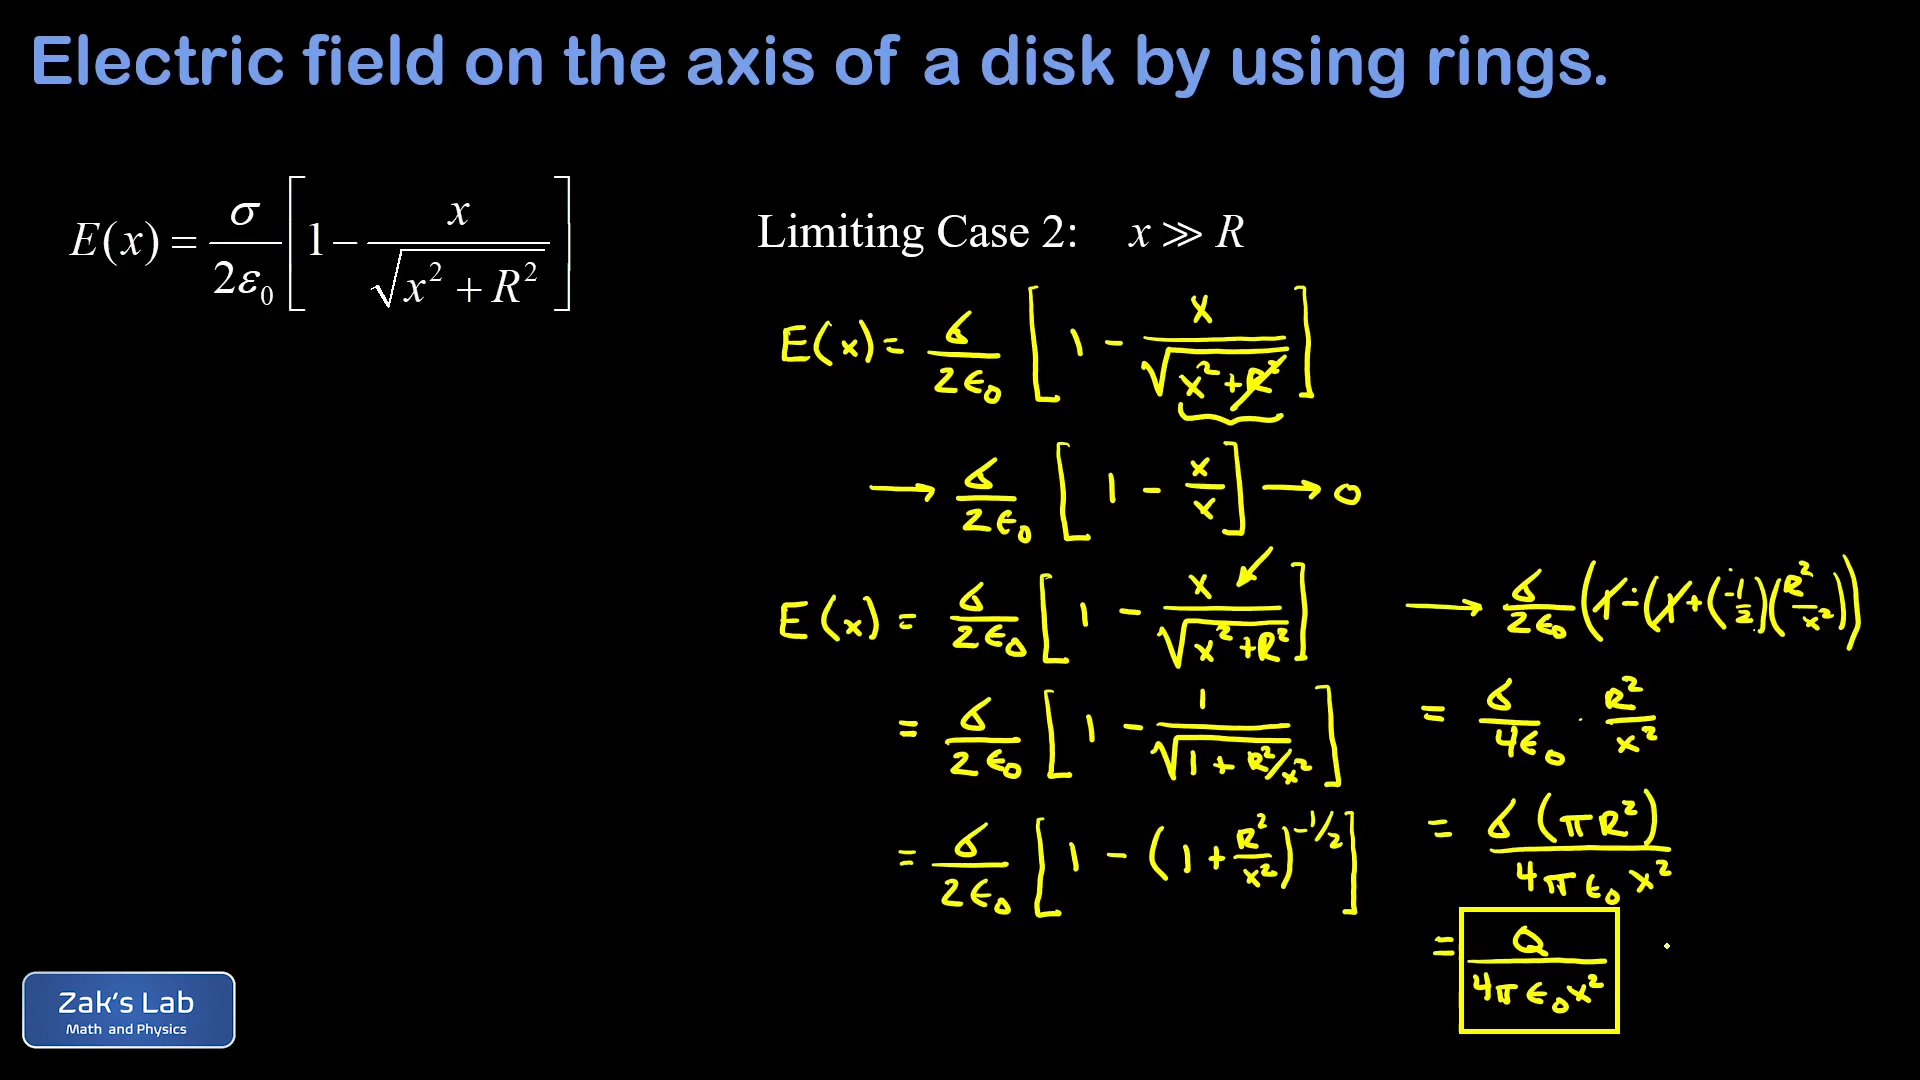 Electric field on the axis of a disk by using rings.
E(x) = σ/2ε₀ [1 − x/√(x² + R²)]
Limiting Case 2: x ≫ R
E(x) = σ/2ε₀ [1 − x/√(x² + R²)]
→ σ/2ε₀ [1 − x/x] → 0
E(x) = σ/2ε₀ [1 − x/√(x² + R²)]
= σ/2ε₀ [1 − 1/√(1 + R²/x²)]
= σ/2ε₀ [1 − (1 + R²/x²)^(−1/2)]
→ σ/2ε₀ (1 − (1 + (−1/2)(R²/x²)))
= σ/4ε₀ · R²/x²
= σ(πR²)/4πε₀x²
= Q/4πε₀x²
Zak's Lab
Math and Physics